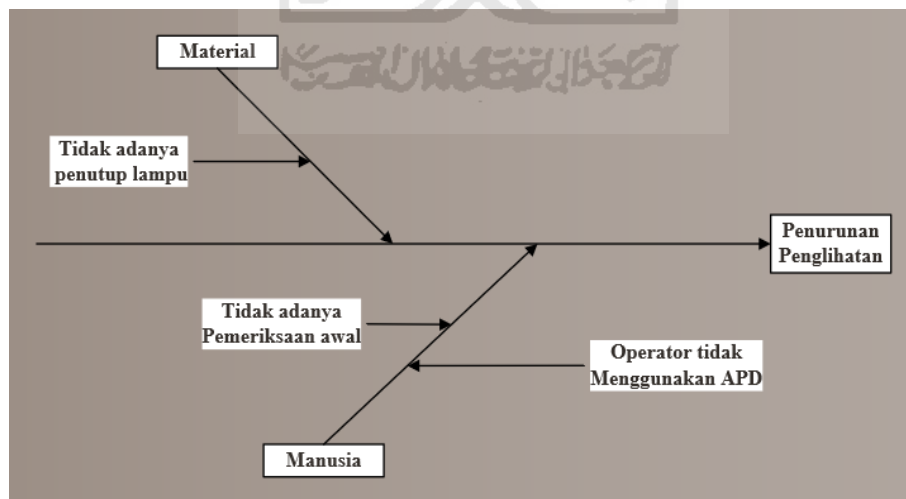 Material
Tidak adanya
penutup lampu
Penurunan
Penglihatan
Tidak adanya
Pemeriksaan awal
Operator tidak
Menggunakan APD
Manusia